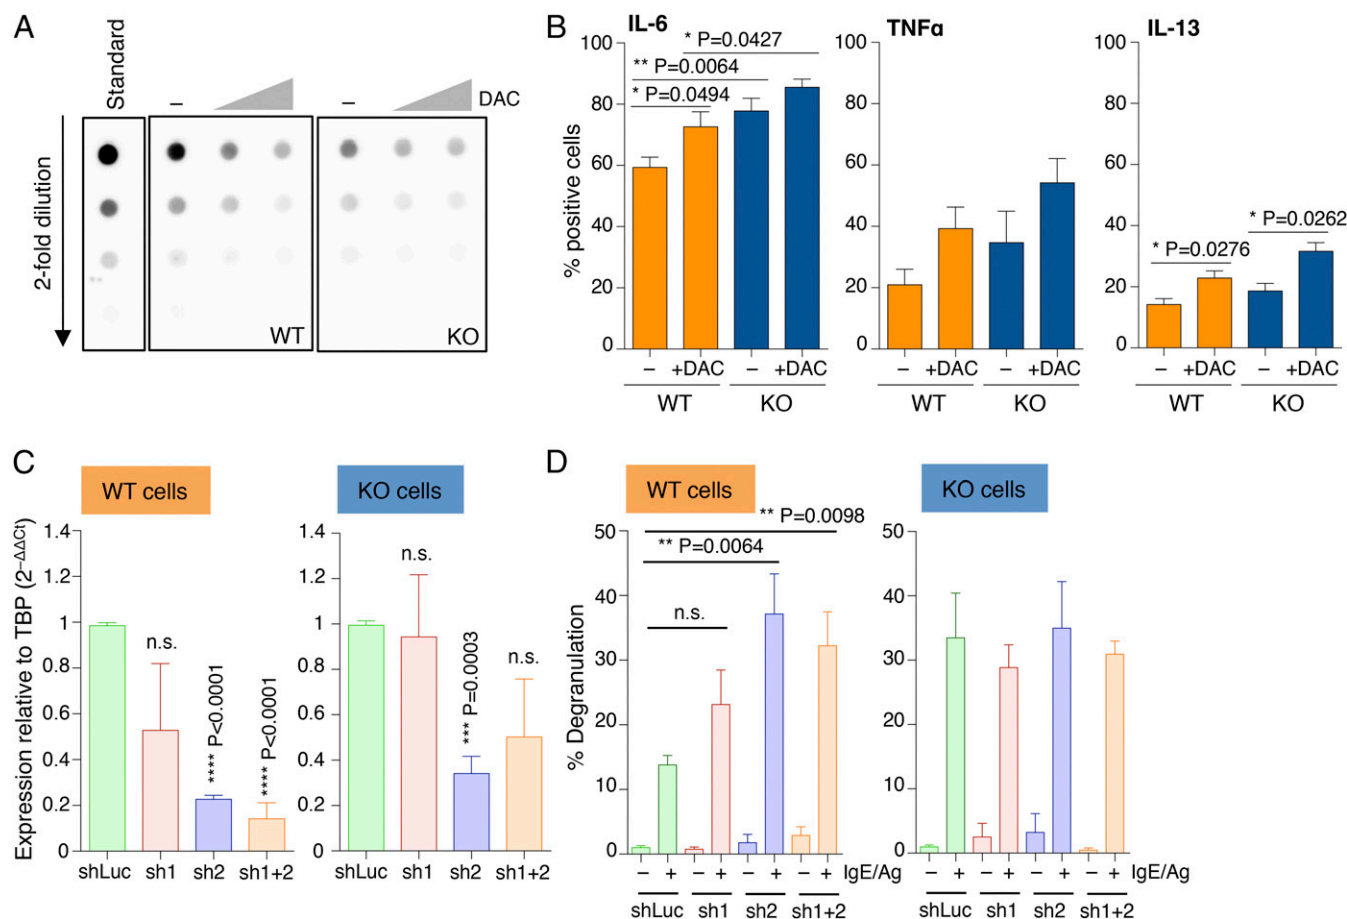 A
Standard
–
–
DAC
2-fold dilution
WT
KO
B
IL-6
TNFα
IL-13
% positive cells
100
80
60
40
20
0
* P=0.0427
** P=0.0064
* P=0.0494
– +DAC – +DAC
WT KO
100
80
60
40
20
0
– +DAC – +DAC
WT KO
100
80
60
40
20
0
* P=0.0262
* P=0.0276
– +DAC – +DAC
WT KO
C
WT cells
KO cells
Expression relative to TBP (2–ΔΔCt)
1.4
1.2
1
0.8
0.6
0.4
0.2
0
n.s.
**** P<0.0001
**** P<0.0001
shLuc sh1 sh2 sh1+2
1.4
1.2
1
0.8
0.6
0.4
0.2
0
n.s.
*** P=0.0003
n.s.
shLuc sh1 sh2 sh1+2
D
WT cells
KO cells
% Degranulation
50
40
30
20
10
0
** P=0.0098
** P=0.0064
n.s.
– + – + – + – + IgE/Ag
shLuc sh1 sh2 sh1+2
50
40
30
20
10
0
– + – + – + – + IgE/Ag
shLuc sh1 sh2 sh1+2